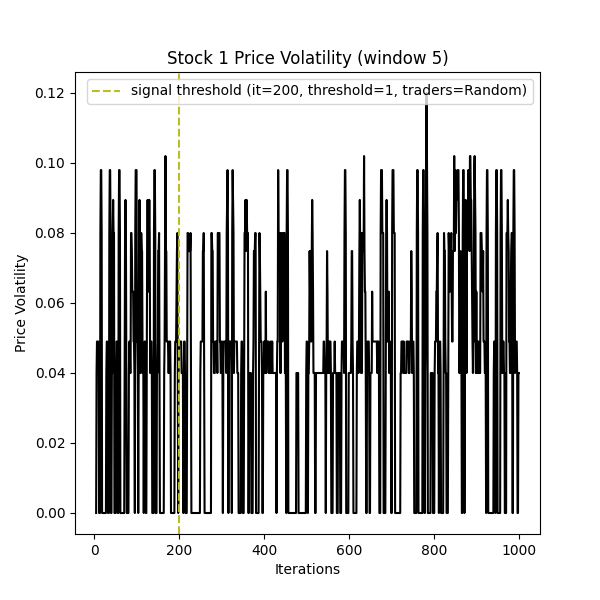 Stock 1 Price Volatility (window 5)
signal threshold (it=200, threshold=1, traders=Random)
0.12
0.10
0.08
0.06
0.04
0.02
0.00
Price Volatility
0 200 400 600 800 1000
Iterations